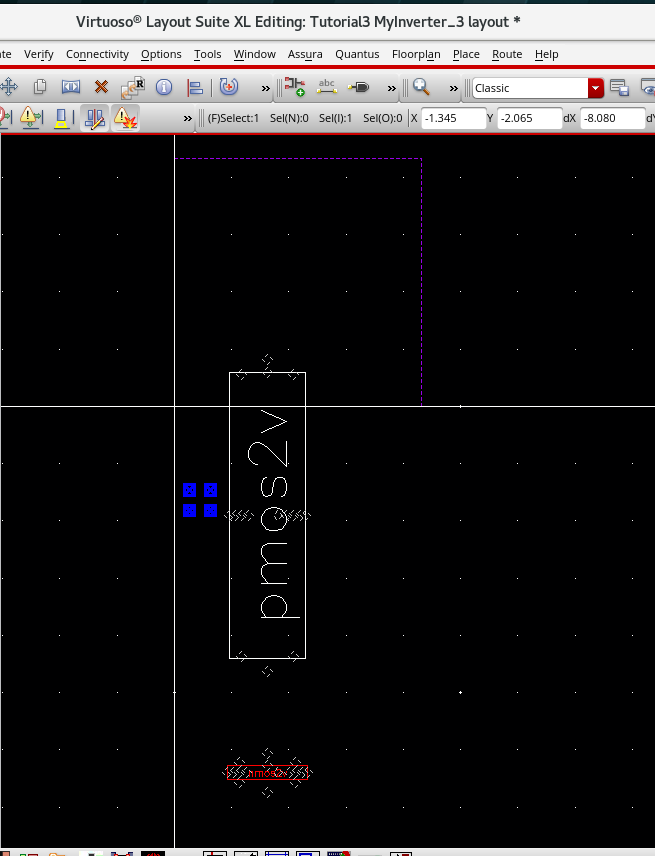 Virtuoso® Layout Suite XL Editing: Tutorial3 MyInverter_3 layout *
te Verify Connectivity Options Tools Window Assura Quantus Floorplan Place Route Help
R » abc » » Classic
» (F)Select:1 Sel(N):0 Sel(I):1 Sel(O):0 X -1.345 Y -2.065 dX -8.080 dY
pmos2v
nmos2v